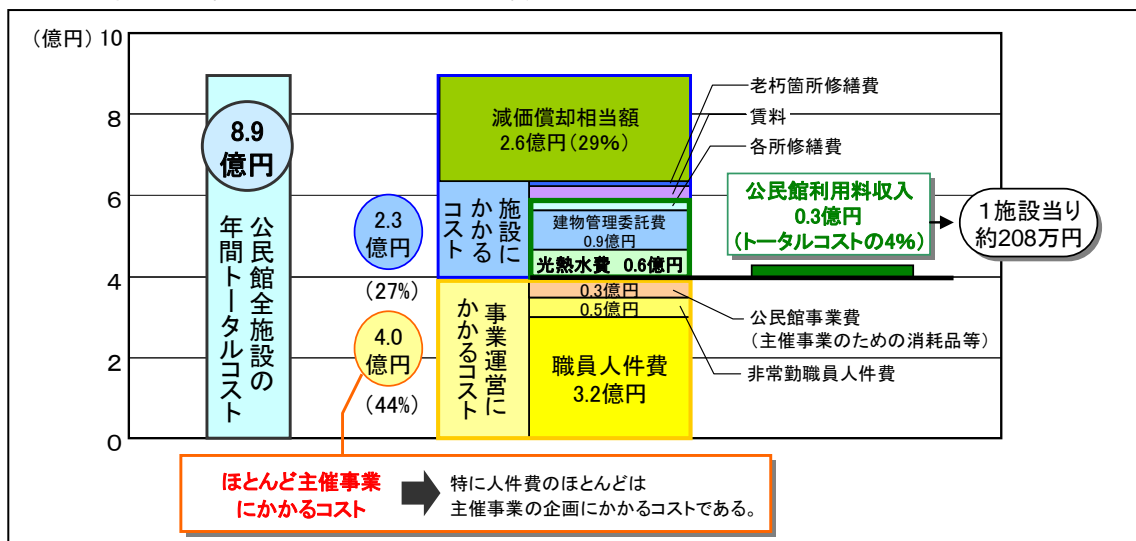 (億円)
10
8
6
4
2
0
8.9
億円
公民館全施設の
年間トータルコスト
2.3
億円
(27%)
4.0
億円
(44%)
減価償却相当額
2.6億円(29%)
施設に
かかる
コスト
建物管理委託費
0.9億円
光熱水費 0.6億円
事業運営に
かかるコスト
0.3億円
0.5億円
職員人件費
3.2億円
老朽箇所修繕費
賃料
各所修繕費
公民館利用料収入
0.3億円
(トータルコストの4%)
1施設当り
約208万円
公民館事業費
(主催事業のための消耗品等)
非常勤職員人件費
ほとんど主催事業
にかかるコスト
特に人件費のほとんどは
主催事業の企画にかかるコストである。